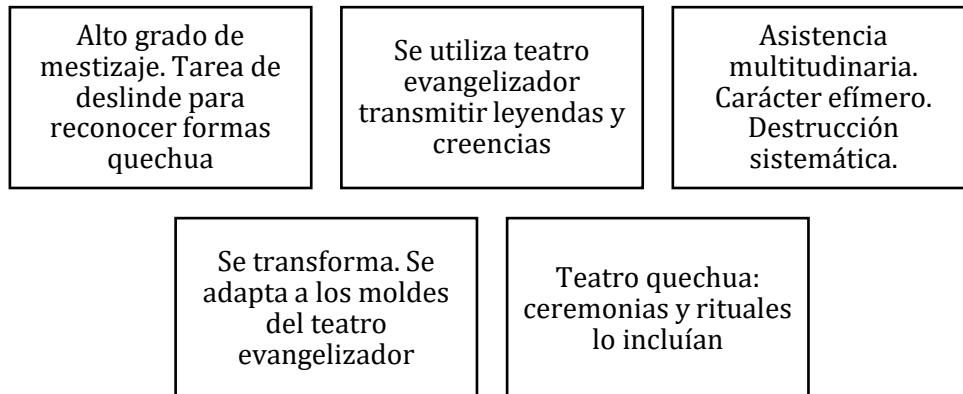 Alto grado de
mestizaje. Tarea de
deslinde para
reconocer formas
quechua
Se utiliza teatro
evangelizador
transmitir leyendas y
creencias
Asistencia
multitudinaria.
Carácter efímero.
Destrucción
sistemática.
Se transforma. Se
adapta a los moldes
del teatro
evangelizador
Teatro quechua:
ceremonias y rituales
lo incluían